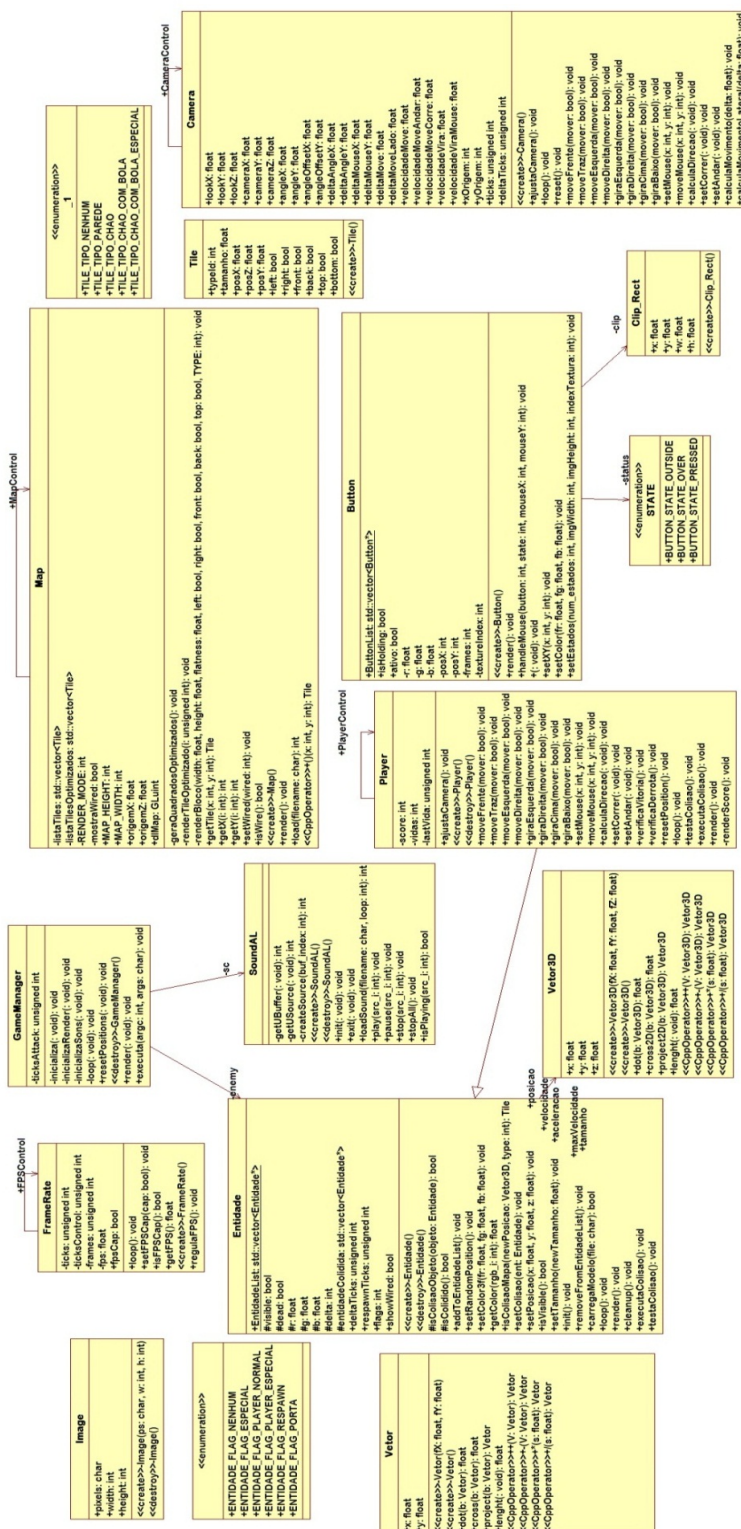 Image
+pixels: char
+width: int
+height: int
<<create>>-Image(ps: char, w: int, h: int)
<<destroy>>-Image()
+FPSControl
FrameRate
-ticks: unsigned int
-ticksControl: unsigned int
-frames: unsigned int
-fps: float
+fpsCap: bool
+loop(): void
+setFPSCap(cap: bool): void
+isFPSCap(): bool
+getFPS(): float
<<create>>-FrameRate()
+regulaFPS(): void
GameManager
-ticksAttack: unsigned int
-inicializa(: void): void
-inicializaRender(: void): void
-inicializaSons(: void): void
-loop(: void): void
+resetPositions(: void): void
<<destroy>>-GameManager()
+render(: void): void
+executa(argc: int, args: char): void
+MapControl
Map
-listaTiles: std::vector<Tile>
-listaTilesOptimizados: std::vector<Tile>
-RENDER_MODE: int
-mostraWired: bool
+MAP_HEIGHT: int
+MAP_WIDTH: int
+origemX: float
+origemZ: float
+dlMap: GLuint
-geraQuadradosOptimizados(): void
-renderTileOptimizado(i: unsigned int): void
-renderBloco(width: float, height: float, flatness: float, left: bool, right: bool, front: bool, back: bool, top: bool, TYPE: int): void
+getTile(x: int, y: int): Tile
+getX(i: int): int
+getY(i: int): int
+setWired(wired: int): void
+isWire(): bool
<<create>>-Map()
+render(): void
+load(filename: char): int
<<CppOperator>>+()(x: int, y: int): Tile
<<enumeration>>
_1
+TILE_TIPO_NENHUM
+TILE_TIPO_PAREDE
+TILE_TIPO_CHAO
+TILE_TIPO_CHAO_COM_BOLA
+TILE_TIPO_CHAO_COM_BOLA_ESPECIAL
<<enumeration>>
+ENTIDADE_FLAG_NENHUM
+ENTIDADE_FLAG_ESPECIAL
+ENTIDADE_FLAG_PLAYER_NORMAL
+ENTIDADE_FLAG_PLAYER_ESPECIAL
+ENTIDADE_FLAG_RESPAWN
+ENTIDADE_FLAG_PORTA
-enemy
Entidade
+EntidadeList: std::vector<Entidade*>
#visible: bool
#dead: bool
#r: float
#g: float
#b: float
#delta: int
#entidadeColidida: std::vector<Entidade*>
+deltaTicks: unsigned int
+respawnTicks: unsigned int
+flags: int
+showWired: bool
<<create>>-Entidade()
<<destroy>>-Entidade()
#isColisaoObjeto(objeto: Entidade): bool
#isColidido(): bool
+addToEntidadeList(): void
+setRandomPosition(): void
+setColor3f(fr: float, fg: float, fb: float): void
+getColor(rgb_i: int): float
+isColisaoMapa(newPosicao: Vetor3D, type: int): Tile
+setColisao(ent: Entidade): void
+setPosicao(x: float, y: float, z: float): void
+isVisible(): bool
+setTamanho(newTamanho: float): void
+init(): void
+removeFromEntidadeList(): void
+carregaModelo(file: char): bool
+loop(): void
+render(): void
+cleanup(): void
+executaColisao(): void
+testaColisao(): void
-sc
SoundAL
-getUBuffer(: void): int
-getUSource(: void): int
-createSource(buf_index: int): int
<<create>>-SoundAL()
<<destroy>>-SoundAL()
+init(: void): void
+exit(: void): void
+loadSound(filename: char, loop: int): int
+play(src_i: int): void
+pause(src_i: int): void
+stop(src_i: int): void
+stopAll(): void
+isPlaying(src_i: int): bool
+PlayerControl
Player
-score: int
-vidas: int
-lastVida: unsigned int
+ajustaCamera(): void
<<create>>-Player()
<<destroy>>-Player()
+moveFrente(mover: bool): void
+moveTraz(mover: bool): void
+moveEsquerda(mover: bool): void
+moveDireita(mover: bool): void
+giraEsquerda(mover: bool): void
+giraDireita(mover: bool): void
+giraCima(mover: bool): void
+giraBaixo(mover: bool): void
+setMouse(x: int, y: int): void
+moveMouse(x: int, y: int): void
+calculaDirecao(: void): void
+setCorrer(: void): void
+setAndar(: void): void
+verificaVitoria(): void
+verificaDerrota(): void
+resetPosition(): void
+loop(): void
+testaColisao(): void
+executaColisao(): void
+render(): void
-renderScore(): void
Button
+ButtonList: std::vector<Button*>
+isHolding: bool
+ativo: bool
-r: float
-g: float
-b: float
-posX: int
-posY: int
-frames: int
-textureIndex: int
<<create>>-Button()
+render(): void
+handleMouse(button: int, state: int, mouseX: int, mouseY: int): void
+(: void): void
+setXY(x: int, y: int): void
+setColor(fr: float, fg: float, fb: float): void
+setEstados(num_estados: int, imgWidth: int, imgHeight: int, indexTextura: int): void
Tile
+typeId: int
+tamanho: float
+posX: float
+posZ: float
+posY: float
+left: bool
+right: bool
+front: bool
+back: bool
+top: bool
+bottom: bool
<<create>>-Tile()
+CameraControl
Camera
+lookX: float
+lookY: float
+lookZ: float
+cameraX: float
+cameraY: float
+cameraZ: float
+angleX: float
+angleY: float
+angleOffsetX: float
+angleOffsetY: float
+deltaAngleX: float
+deltaAngleY: float
+deltaMouseX: float
+deltaMouseY: float
+deltaMove: float
+deltaMoveLado: float
+velocidadeMove: float
+velocidadeMoveAndar: float
+velocidadeMoveCorre: float
+velocidadeVira: float
+velocidadeViraMouse: float
+xOrigem: int
+yOrigem: int
+ticks: unsigned int
+deltaTicks: unsigned int
<<create>>-Camera()
+ajustaCamera(): void
+loop(): void
+reset(): void
+moveFrente(mover: bool): void
+moveTraz(mover: bool): void
+moveEsquerda(mover: bool): void
+moveDireita(mover: bool): void
+giraEsquerda(mover: bool): void
+giraDireita(mover: bool): void
+giraCima(mover: bool): void
+giraBaixo(mover: bool): void
+setMouse(x: int, y: int): void
+moveMouse(x: int, y: int): void
+calculaDirecao(: void): void
+setCorrer(: void): void
+setAndar(: void): void
+calculaMovimento(delta: float): void
Vetor
+x: float
+y: float
<<create>>-Vetor(fX: float, fY: float)
<<create>>-Vetor()
+dot(b: Vetor): float
+cross(b: Vetor): float
+project(b: Vetor): Vetor
+lenght(: void): float
<<CppOperator>>++(V: Vetor): Vetor
<<CppOperator>>+-(V: Vetor): Vetor
<<CppOperator>>+*(s: float): Vetor
<<CppOperator>>+/(s: float): Vetor
+posicao
+velocidade
+aceleracao
+maxVelocidade
+tamanho
Vetor3D
+x: float
+y: float
+z: float
<<create>>-Vetor3D(fX: float, fY: float, fZ: float)
<<create>>-Vetor3D()
+dot(b: Vetor3D): float
+cros2D(b: Vetor3D): float
+project2D(b: Vetor3D): Vetor3D
+lenght(: void): float
<<CppOperator>>++(V: Vetor3D): Vetor3D
<<CppOperator>>+-(V: Vetor3D): Vetor3D
<<CppOperator>>+*(s: float): Vetor3D
<<CppOperator>>+/(s: float): Vetor3D
-status
<<enumeration>>
STATE
+BUTTON_STATE_OUTSIDE
+BUTTON_STATE_OVER
+BUTTON_STATE_PRESSED
-clip
Clip_Rect
+x: float
+y: float
+w: float
+h: float
<<create>>-Clip_Rect()